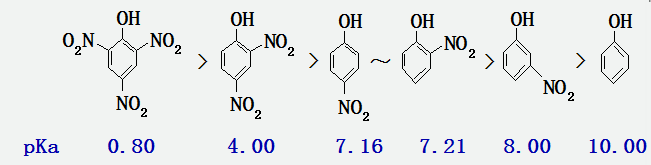 OH OH OH OH OH OH
O₂N NO₂ NO₂ > > ~ NO₂ > >
NO₂ NO₂ NO₂ NO₂
pKa 0.80 4.00 7.16 7.21 8.00 10.00